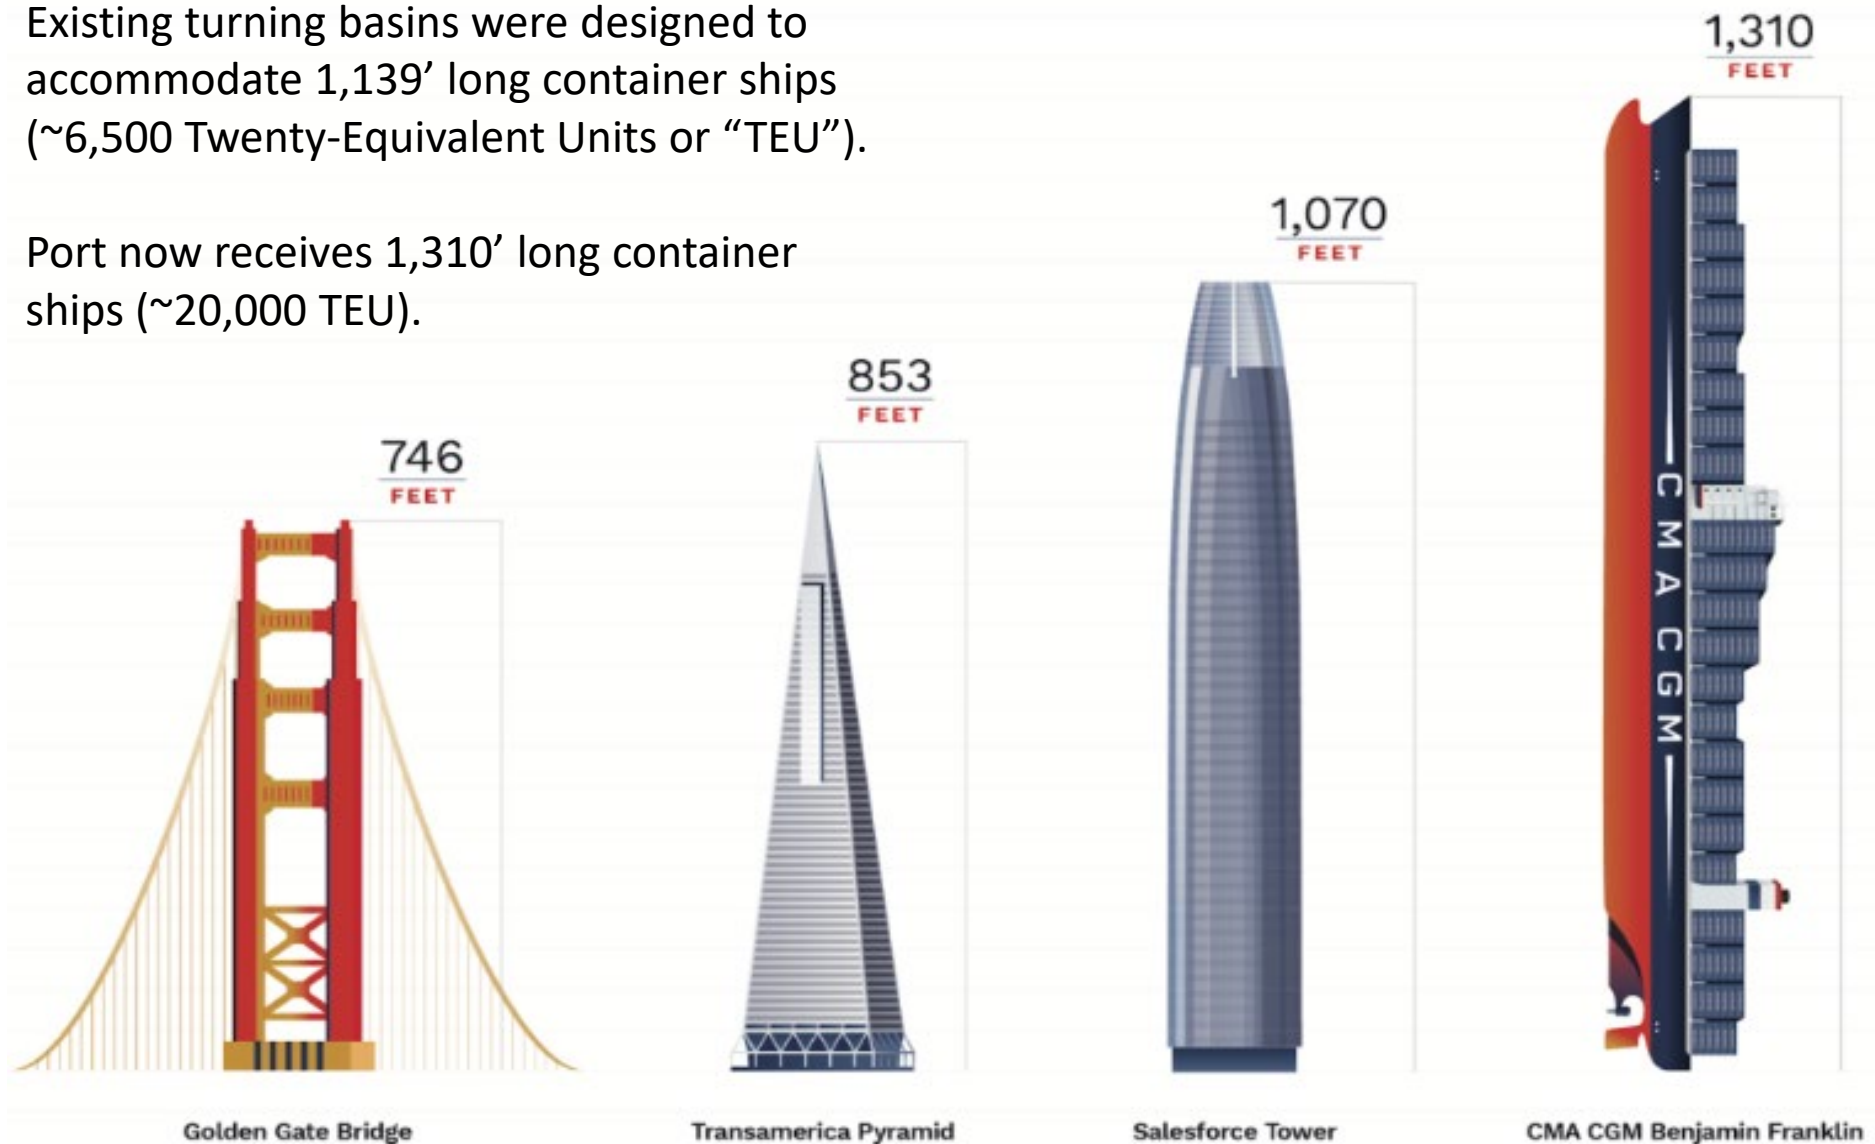 Existing turning basins were designed to
accommodate 1,139’ long container ships
(~6,500 Twenty-Equivalent Units or “TEU”).
Port now receives 1,310’ long container
ships (~20,000 TEU).
746
FEET
853
FEET
1,070
FEET
1,310
FEET
CMA CGM
Golden Gate Bridge
Transamerica Pyramid
Salesforce Tower
CMA CGM Benjamin Franklin